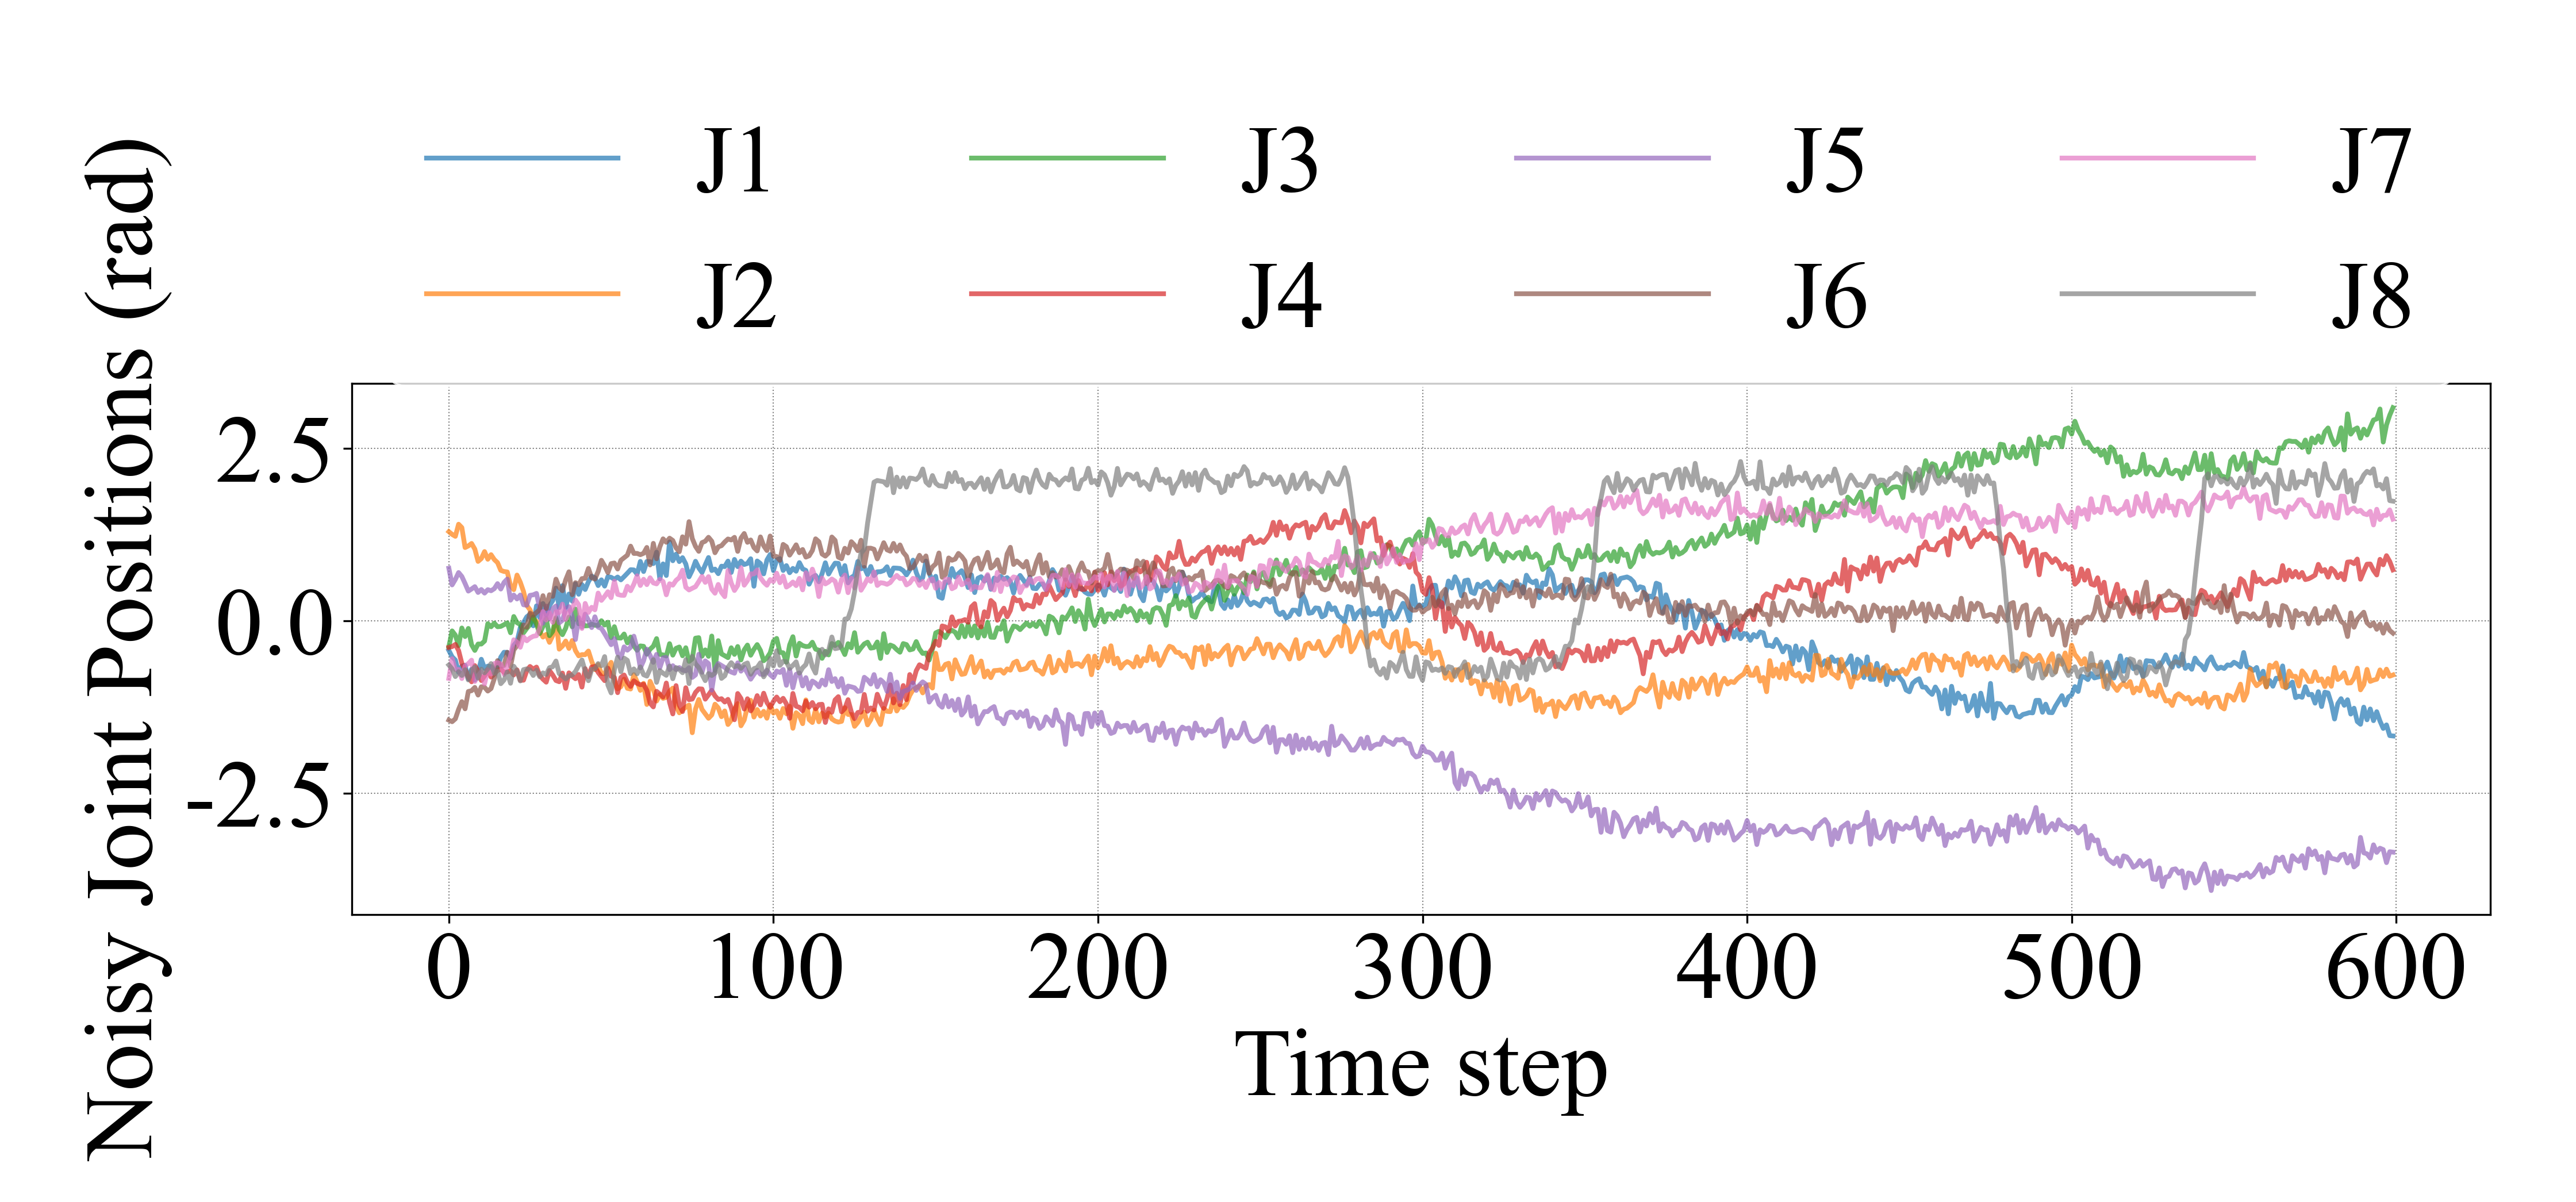 J1 J3 J5 J7
J2 J4 J6 J8
Noisy Joint Positions (rad)
2.5
0.0
-2.5
0 100 200 300 400 500 600
Time step